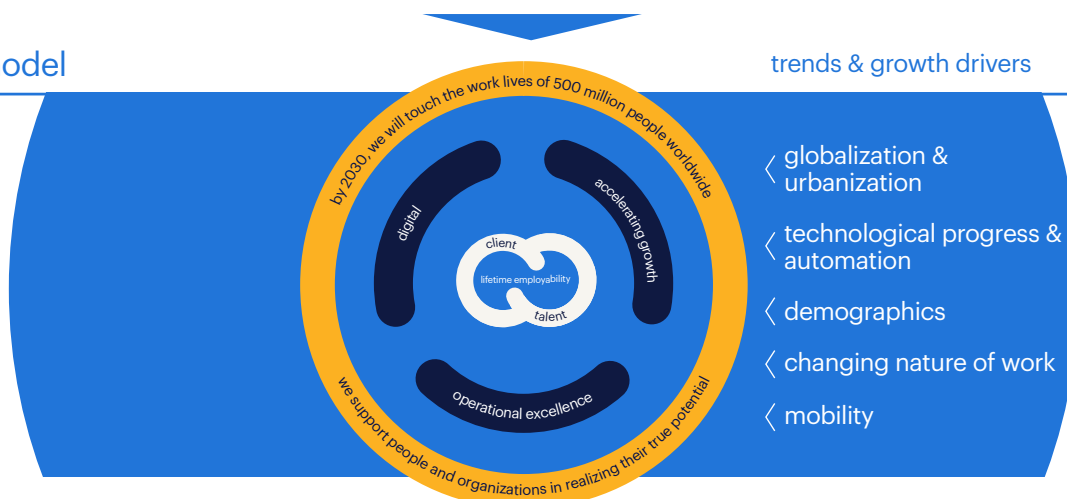 odel
trends & growth drivers
by 2030, we will touch the work lives of 500 million people worldwide
digital
accelerating growth
client
lifetime employability
talent
operational excellence
we support people and organizations in realizing their true potential
globalization &
urbanization
technological progress &
automation
demographics
changing nature of work
mobility